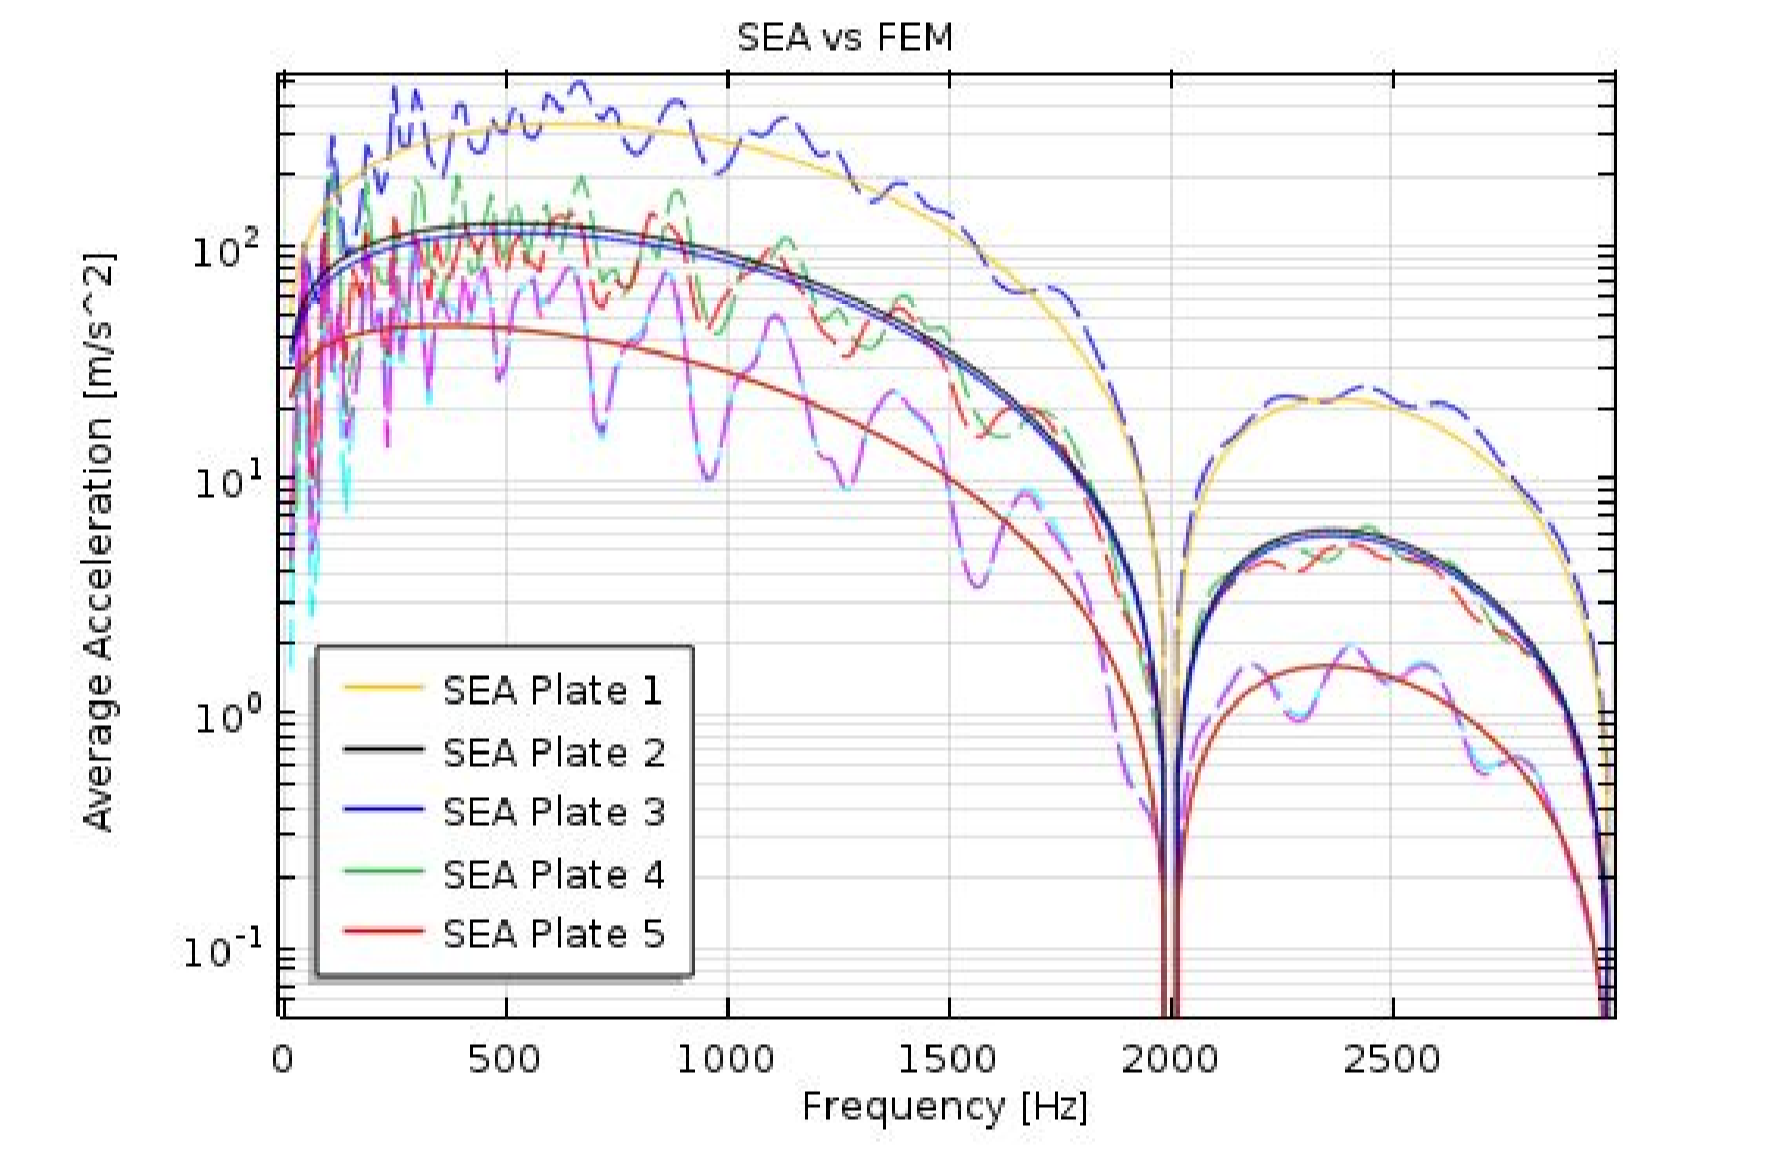 SEA vs FEM
Average Acceleration [m/s^2]
10^2
10^1
10^0
10^-1
SEA Plate 1
SEA Plate 2
SEA Plate 3
SEA Plate 4
SEA Plate 5
0 500 1000 1500 2000 2500
Frequency [Hz]